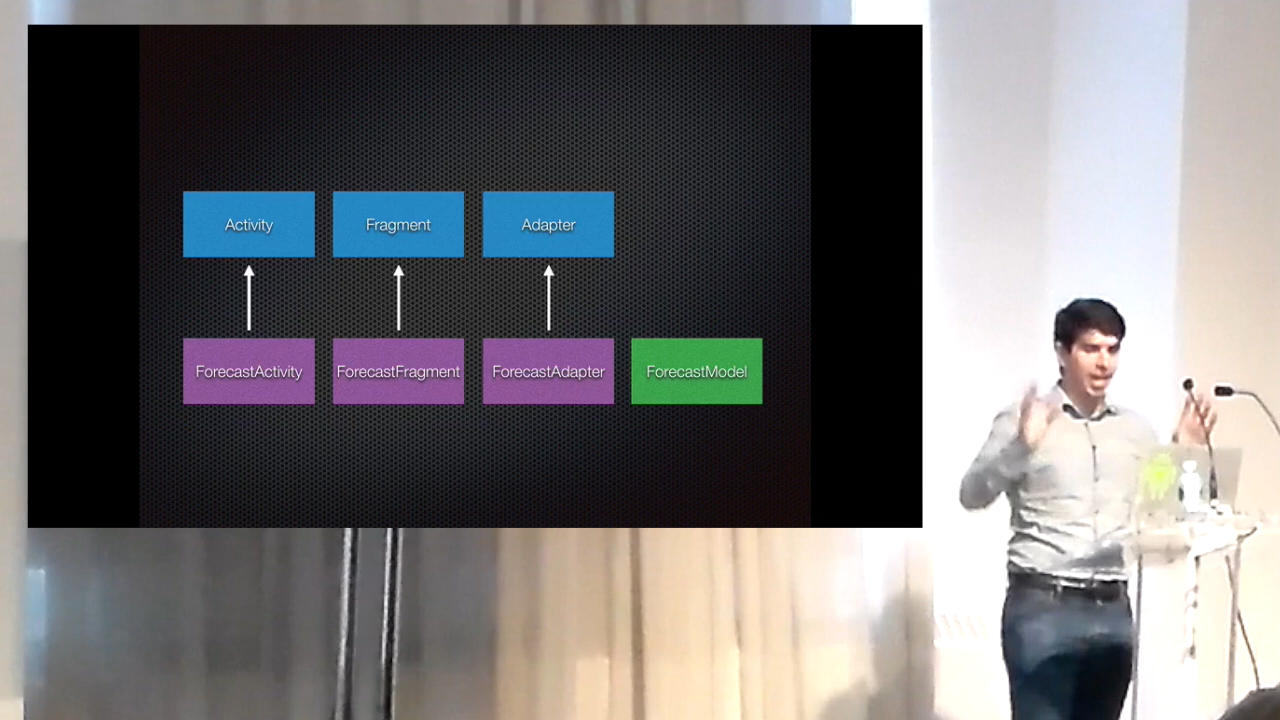 Activity
Fragment
Adapter
ForecastActivity
ForecastFragment
ForecastAdapter
ForecastModel